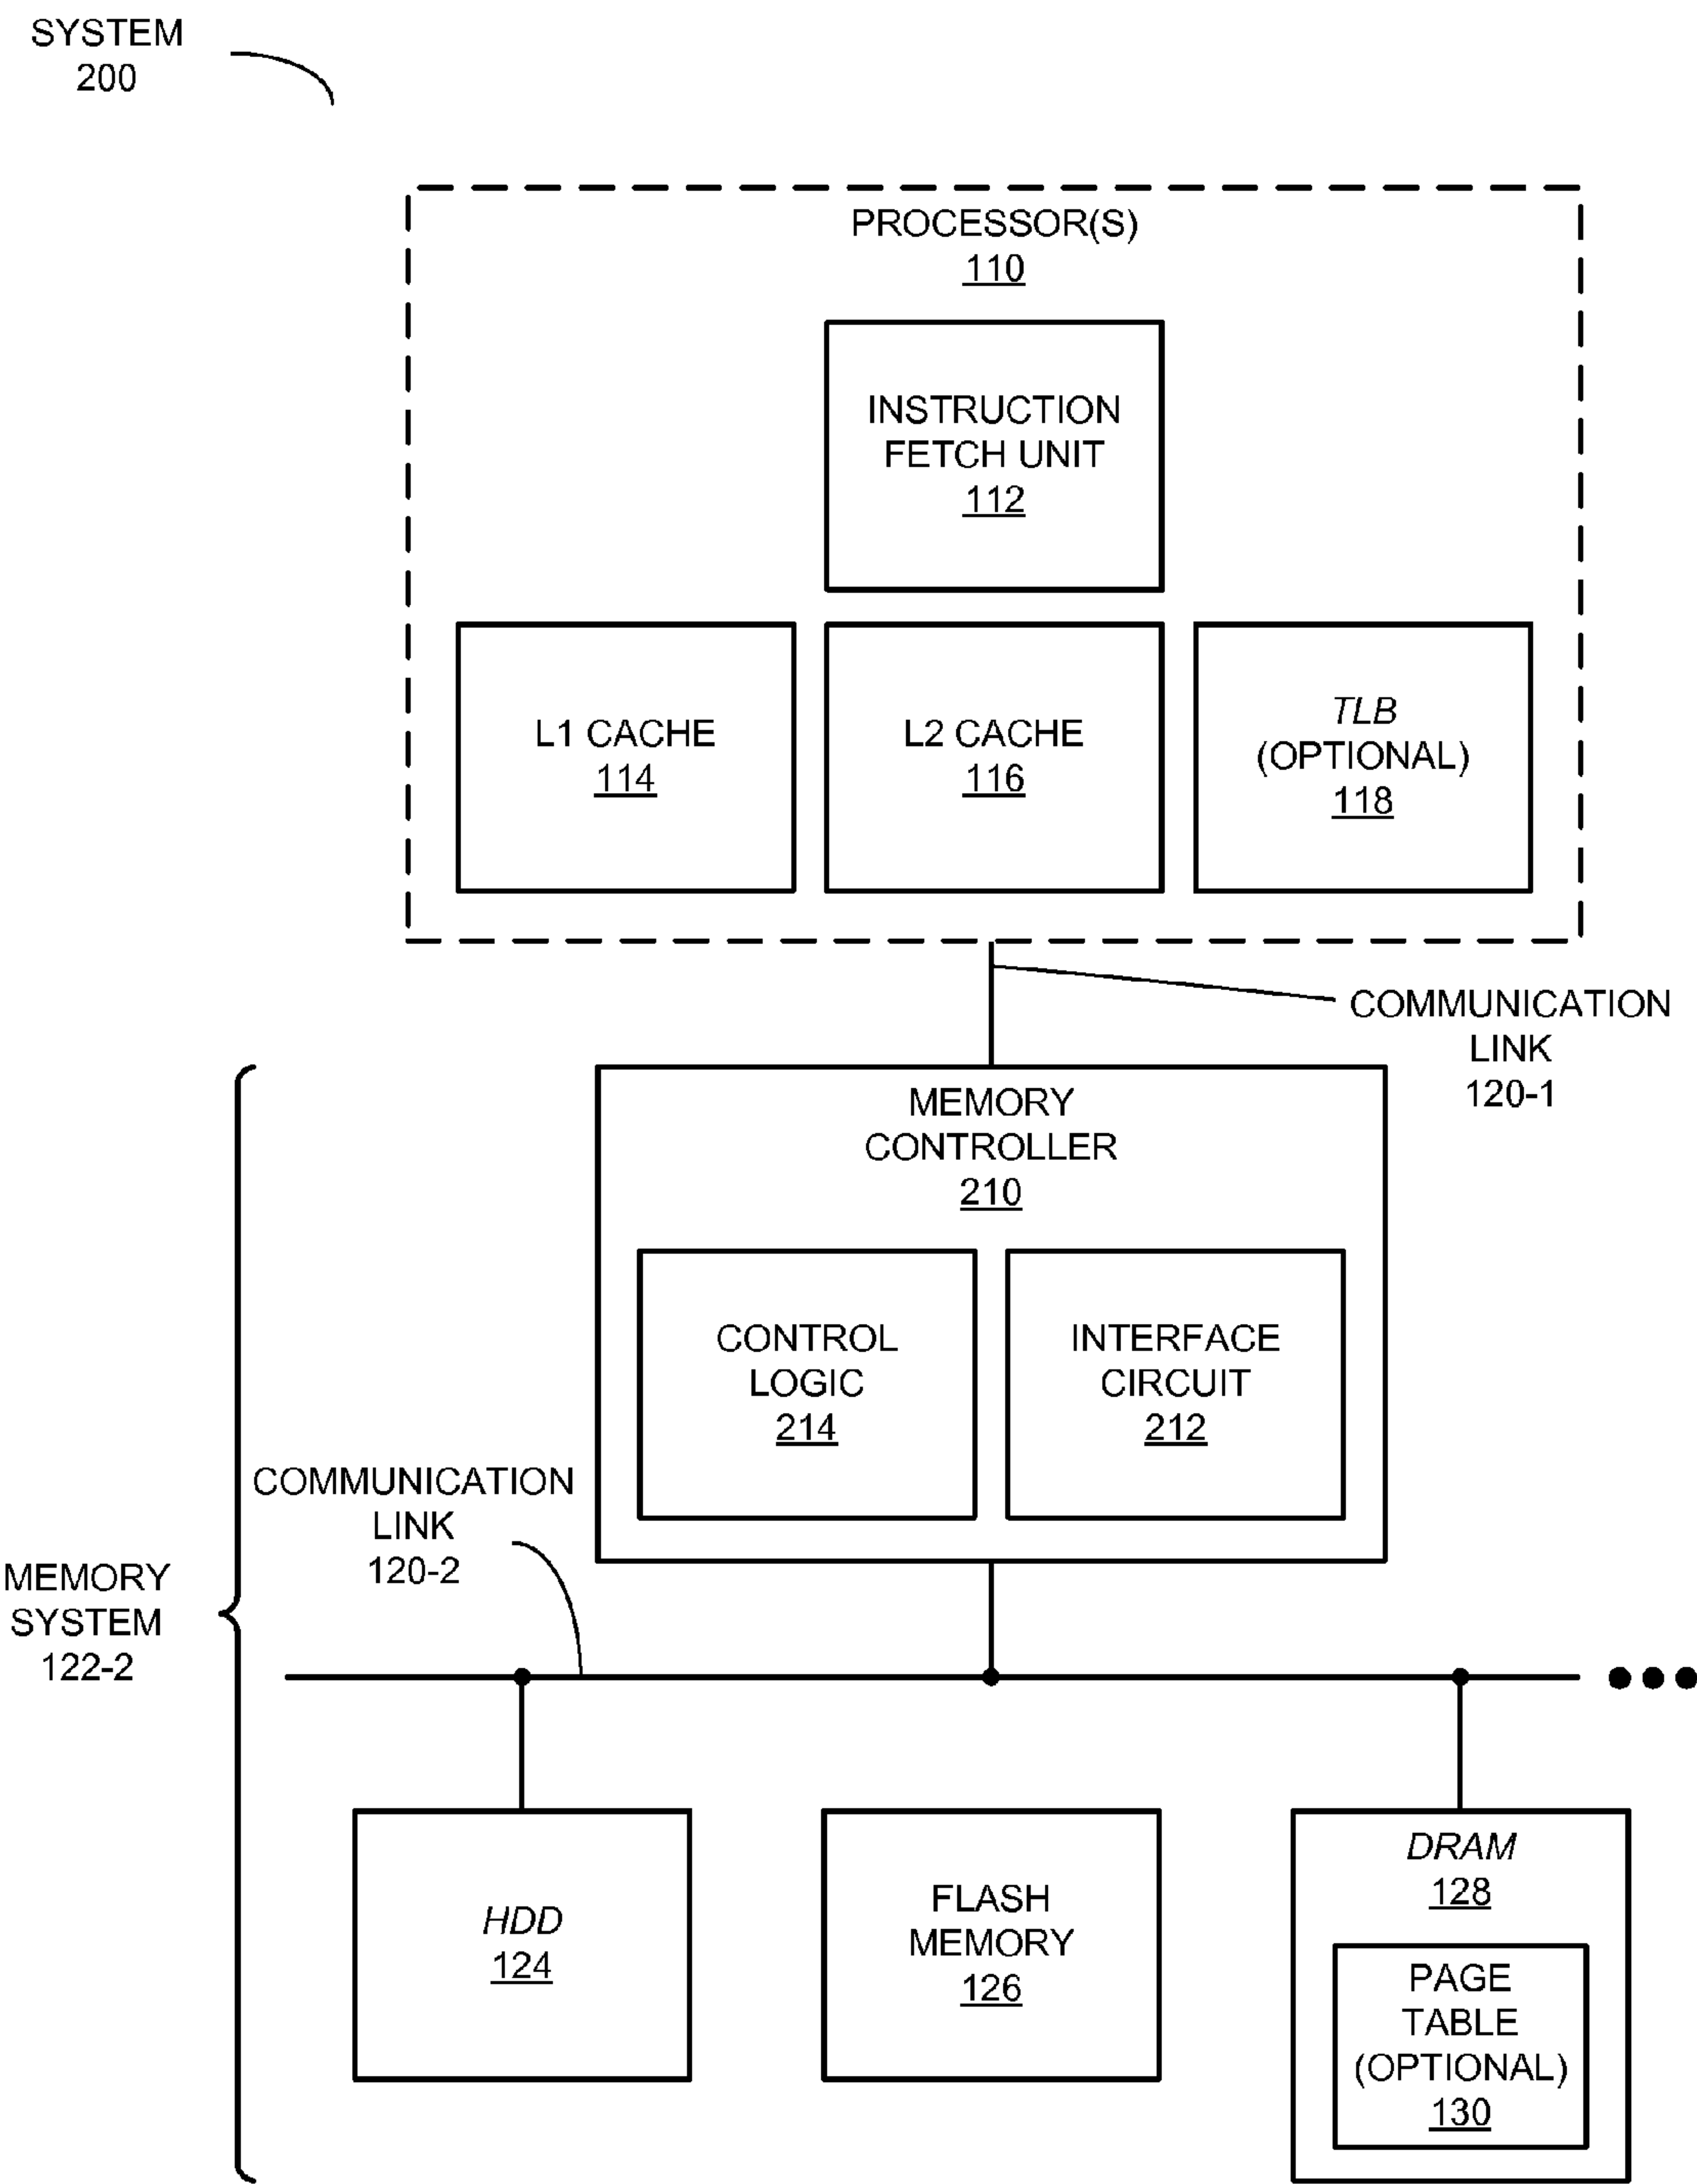 SYSTEM
200
PROCESSOR(S)
110
INSTRUCTION
FETCH UNIT
112
L1 CACHE
114
L2 CACHE
116
TLB
(OPTIONAL)
118
COMMUNICATION
LINK
120-1
MEMORY
CONTROLLER
210
CONTROL
LOGIC
214
INTERFACE
CIRCUIT
212
COMMUNICATION
LINK
120-2
MEMORY
SYSTEM
122-2
HDD
124
FLASH
MEMORY
126
DRAM
128
PAGE
TABLE
(OPTIONAL)
130